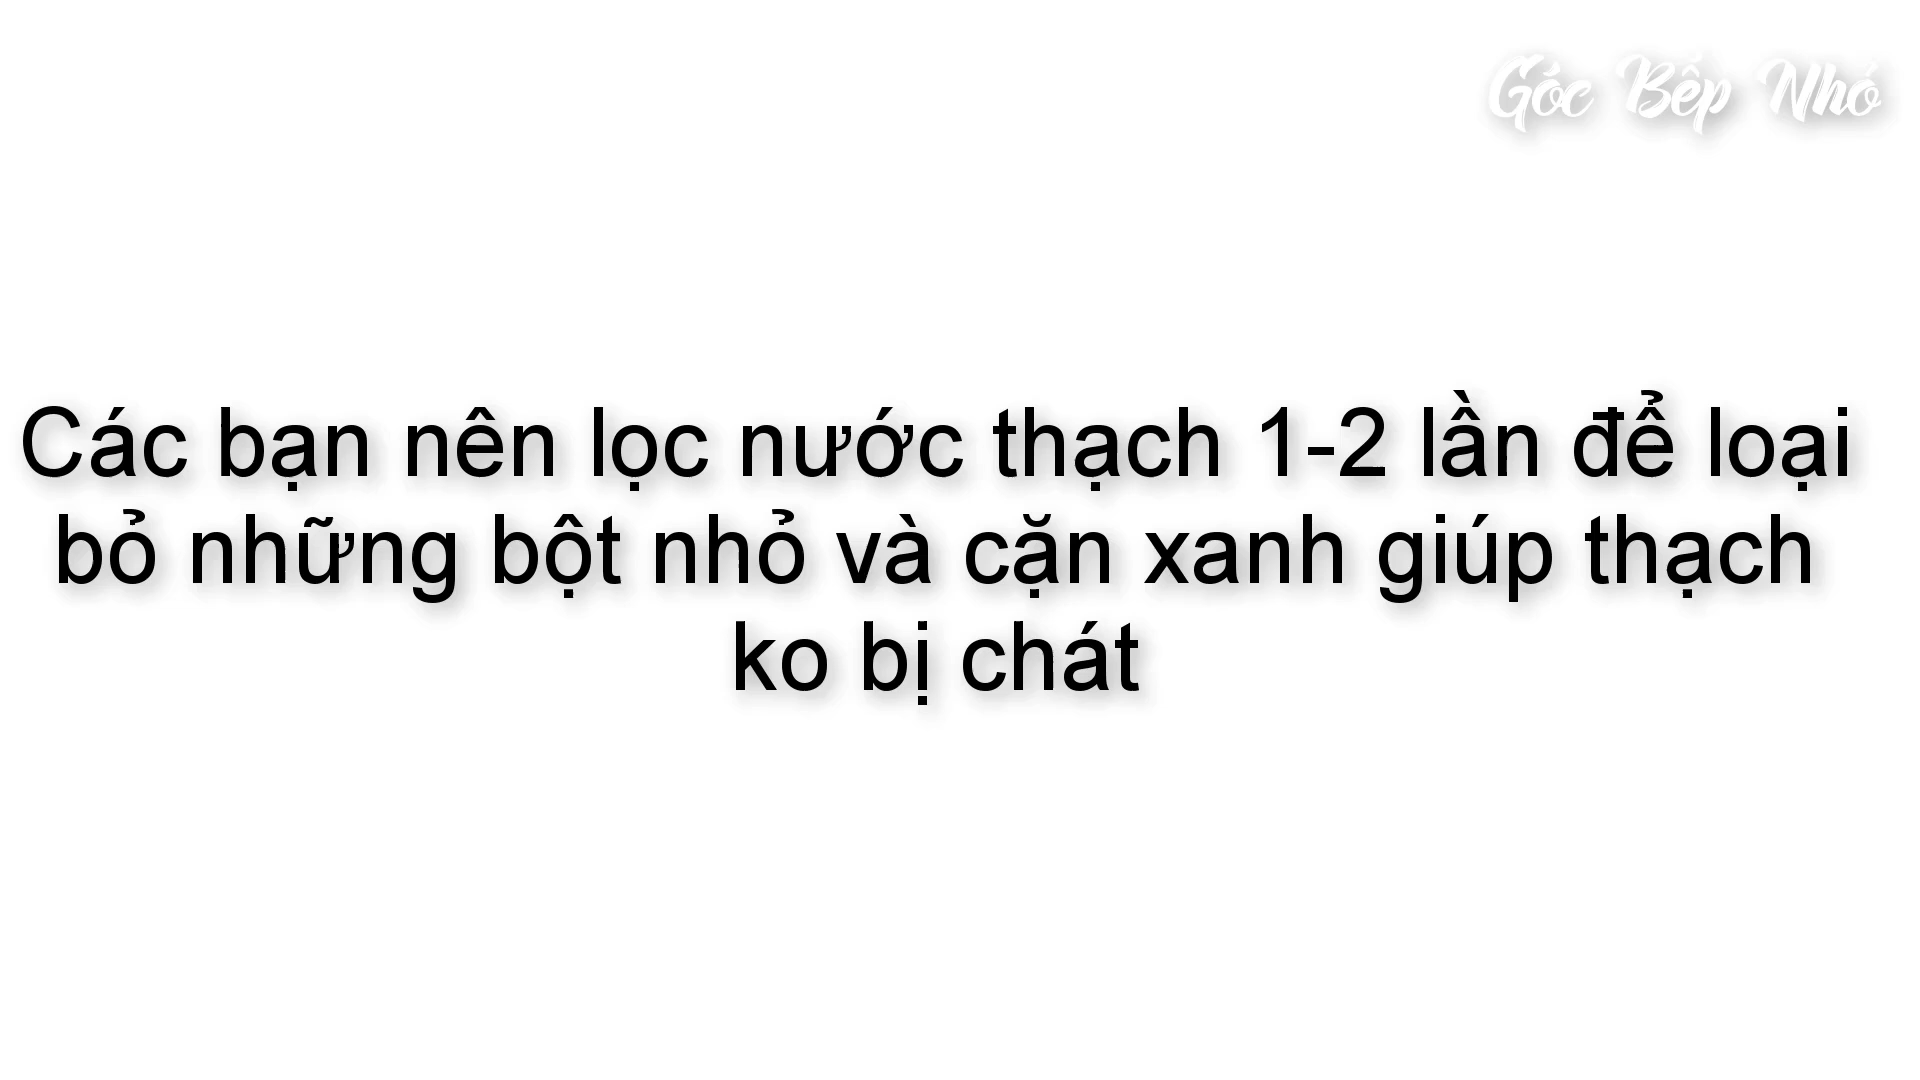 Góc Bếp Nhỏ
Các bạn nên lọc nước thạch 1-2 lần để loại
bỏ những bột nhỏ và cặn xanh giúp thạch
ko bị chát